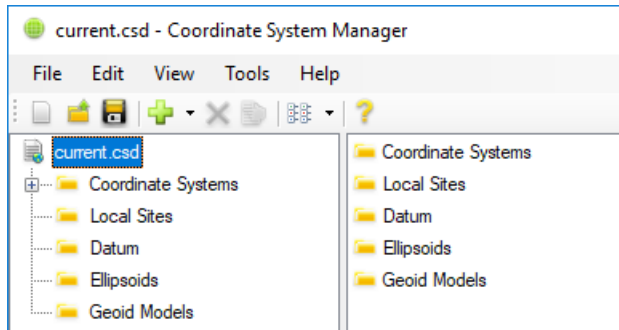 current.csd - Coordinate System Manager
File Edit View Tools Help
current.csd
Coordinate Systems
Local Sites
Datum
Ellipsoids
Geoid Models
Coordinate Systems
Local Sites
Datum
Ellipsoids
Geoid Models